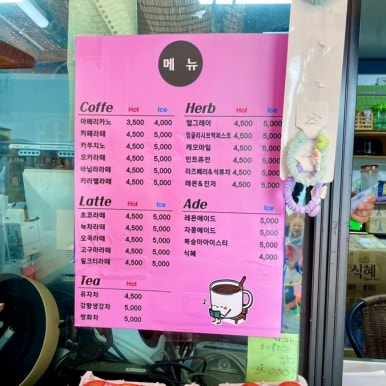 메뉴
Coffe Hot Ice
아메리카노 3,500 4,000
카페라떼 4,500 5,000
카푸치노 4,500 5,000
모카라떼 4,500 5,000
바닐라라떼 4,500 5,000
카라멜라떼 4,500 5,000
Herb Hot Ice
얼그레이 4,500 5,000
잉글리시브랙퍼스트 4,500 5,000
캐모마일 4,500 5,000
민트류전 4,500 5,000
라즈베리&석류차 4,500 5,000
레몬&진저 4,500 5,000
Latte Hot Ice
초코라떼 4,500 5,000
녹차라떼 4,500 5,000
오곡라떼 4,500 5,000
고구마라떼 4,500 5,000
밀크티라떼 4,500 5,000
Ade Ice
레몬에이드 5,000
자몽에이드 5,000
복숭아아이스티 5,000
식혜 4,000
Tea Hot
유자차 4,500
강황생강차 5,000
쌍화차 5,000
식혜